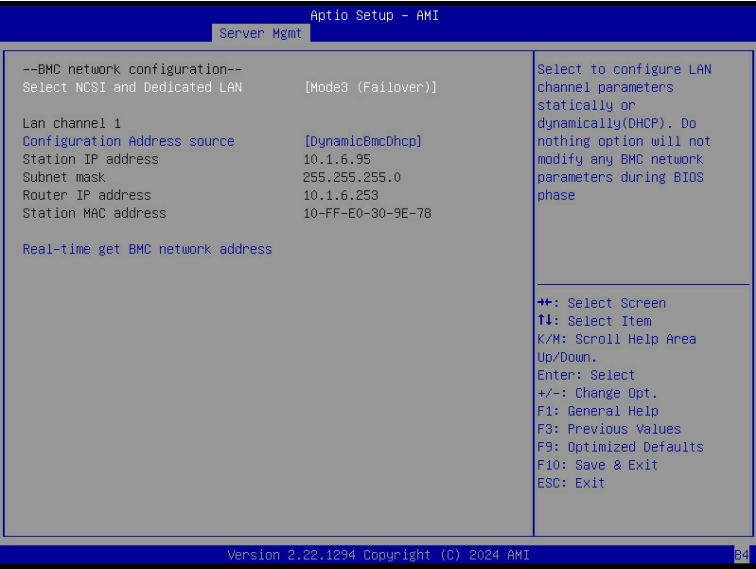 Aptio Setup – AMI
Server Mgmt
--BMC network configuration--
Select NCSI and Dedicated LAN [Mode3 (Failover)]
Lan channel 1
Configuration Address source [DynamicBmcDhcp]
Station IP address 10.1.6.95
Subnet mask 255.255.255.0
Router IP address 10.1.6.253
Station MAC address 10-FF-E0-30-9E-78
Real-time get BMC network address
Select to configure LAN
channel parameters
statically or
dynamically(DHCP). Do
nothing option will not
modify any BMC network
parameters during BIOS
phase
→←: Select Screen
↑↓: Select Item
K/M: Scroll Help Area
Up/Down.
Enter: Select
+/-: Change Opt.
F1: General Help
F3: Previous Values
F9: Optimized Defaults
F10: Save & Exit
ESC: Exit
Version 2.22.1294 Copyright (C) 2024 AMI
B4